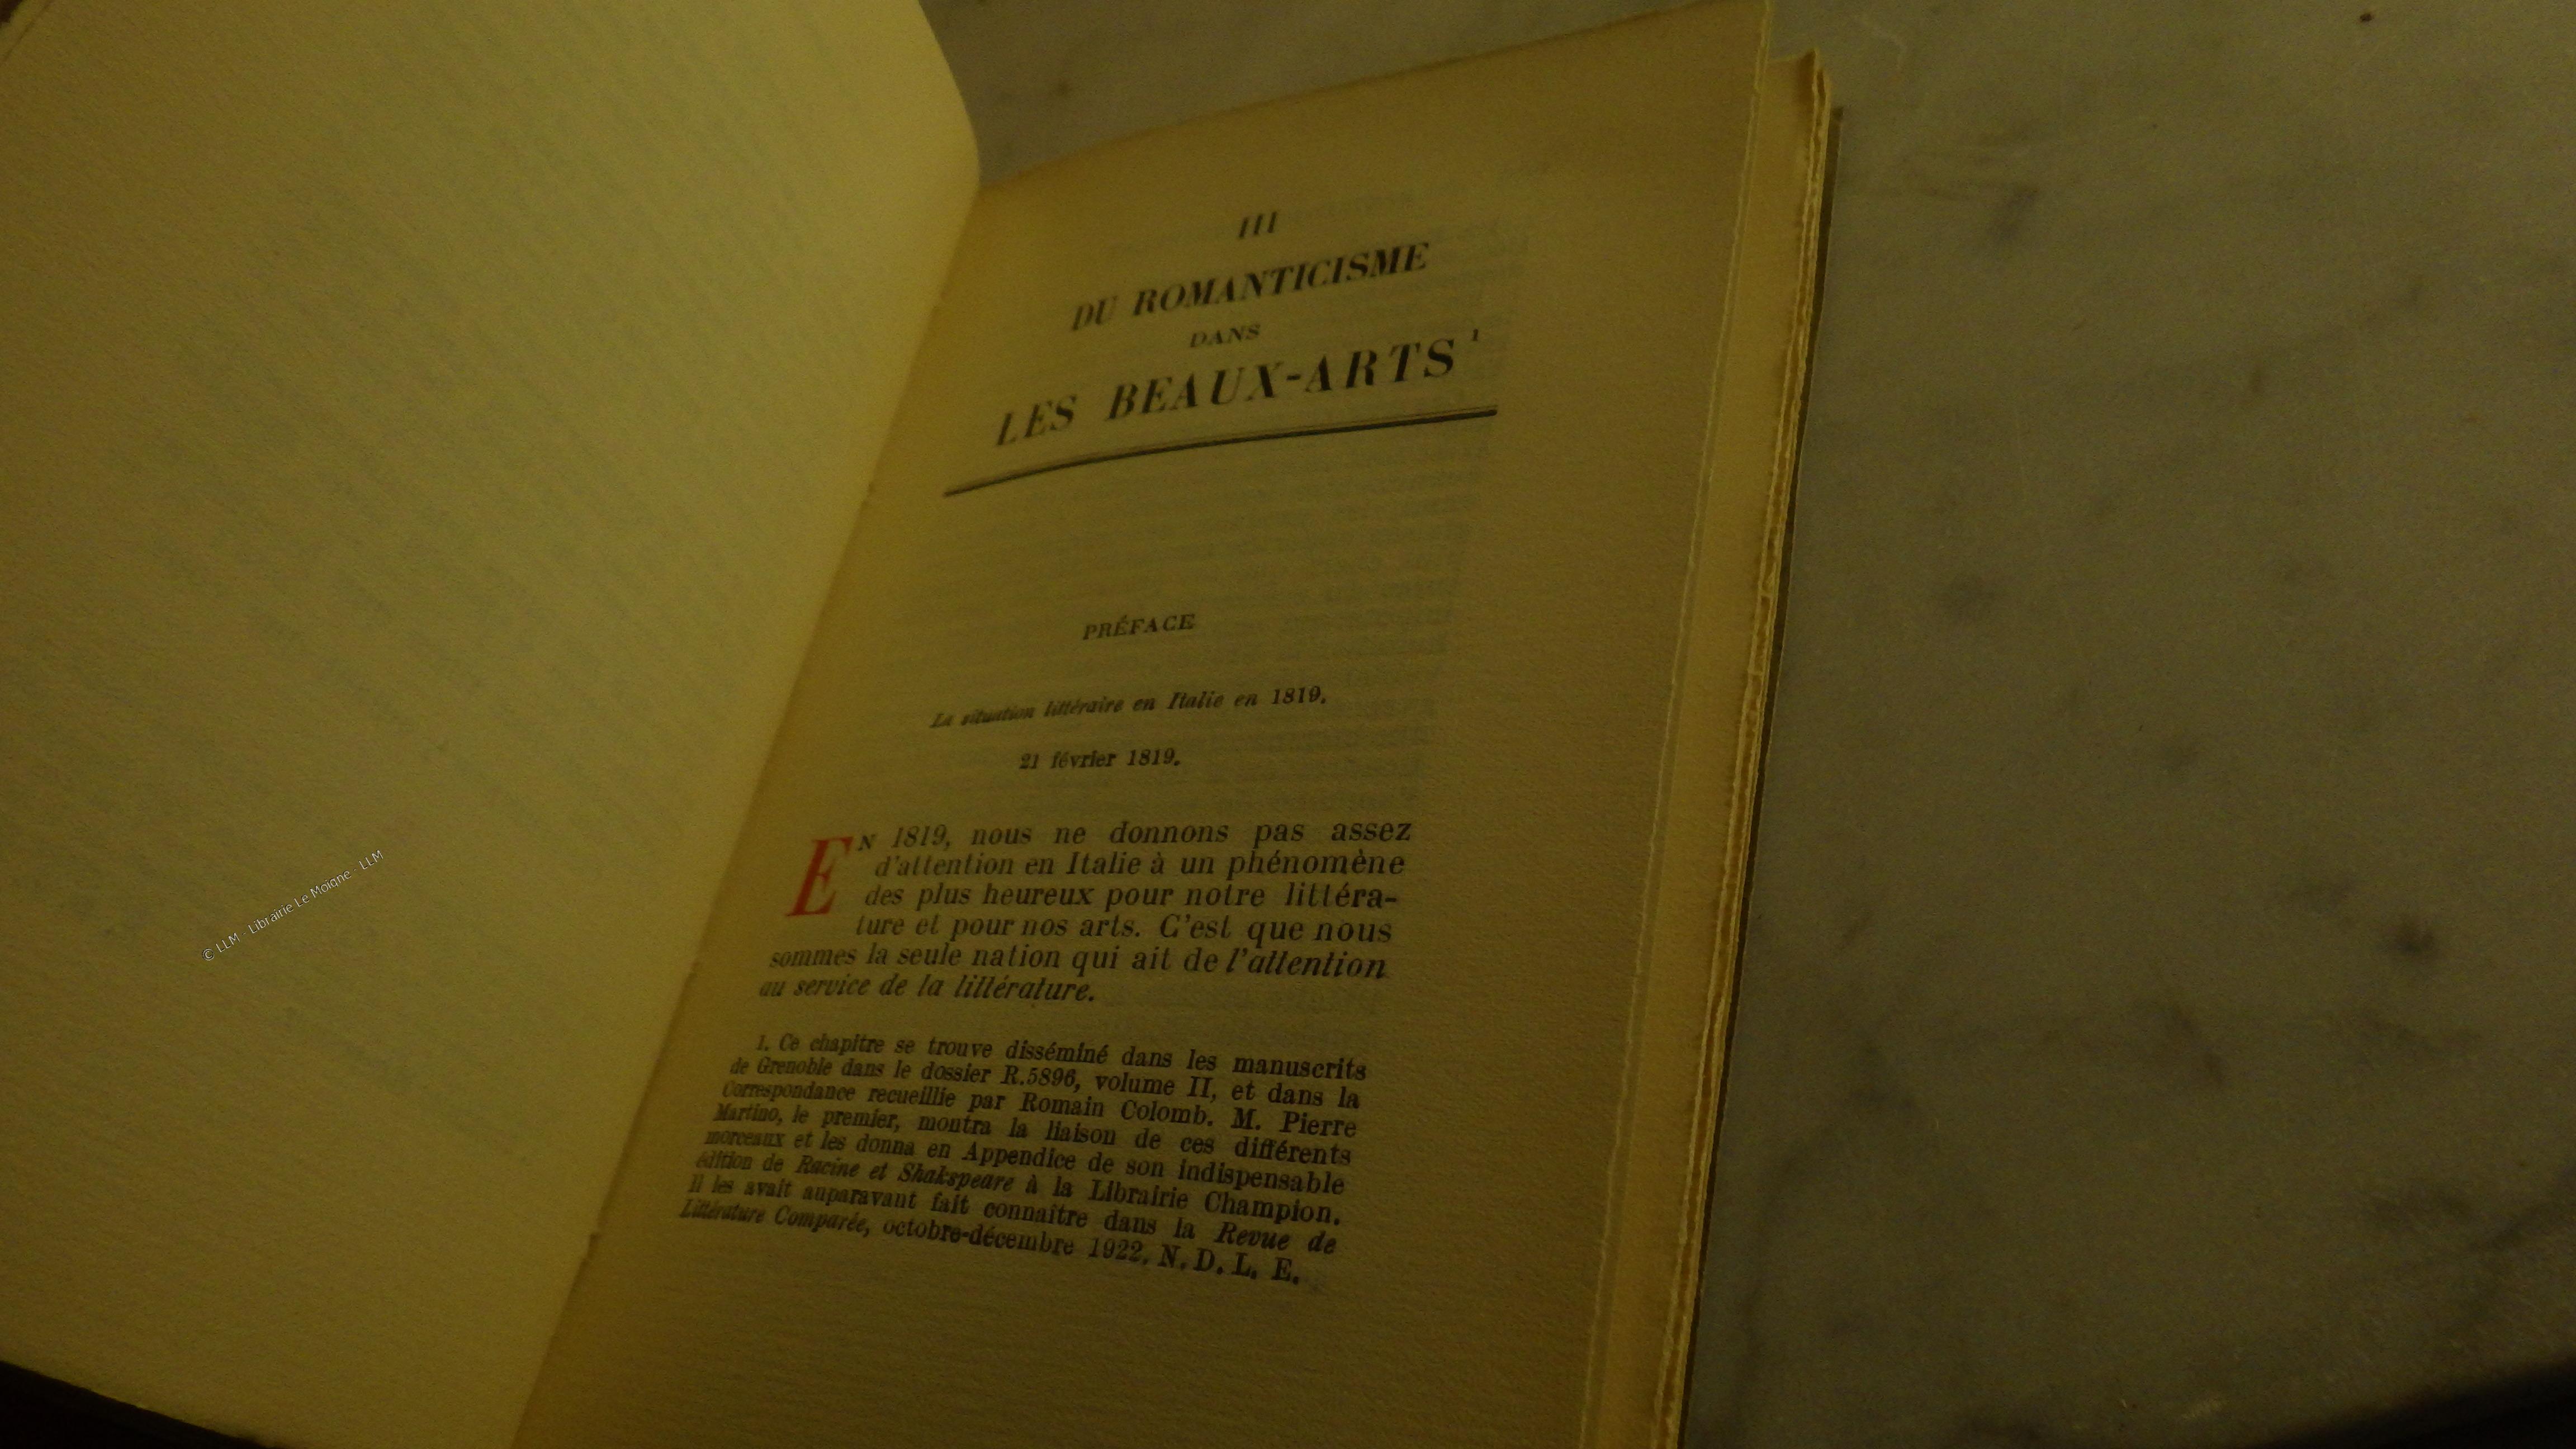 III
DU ROMANTICISME
DANS
LES BEAUX-ARTS ¹
PRÉFACE
La situation littéraire en Italie en 1819.
21 février 1819.
EN 1819, nous ne donnons pas assez
d'attention en Italie à un phénomène
des plus heureux pour notre littéra-
ture et pour nos arts. C'est que nous
sommes la seule nation qui ait de l'attention
au service de la littérature.
1. Ce chapitre se trouve disséminé dans les manuscrits
de Grenoble dans le dossier R.5896, volume II, et dans la
Correspondance recueillie par Romain Colomb. M. Pierre
Martino, le premier, montra la liaison de ces différents
morceaux et les donna en Appendice de son indispensable
édition de Racine et Shakspeare à la Librairie Champion.
Il les avait auparavant fait connaître dans la Revue de
Littérature Comparée, octobre-décembre 1922. N. D. L. E.
© LLM - Librairie Le Moigne - LLM